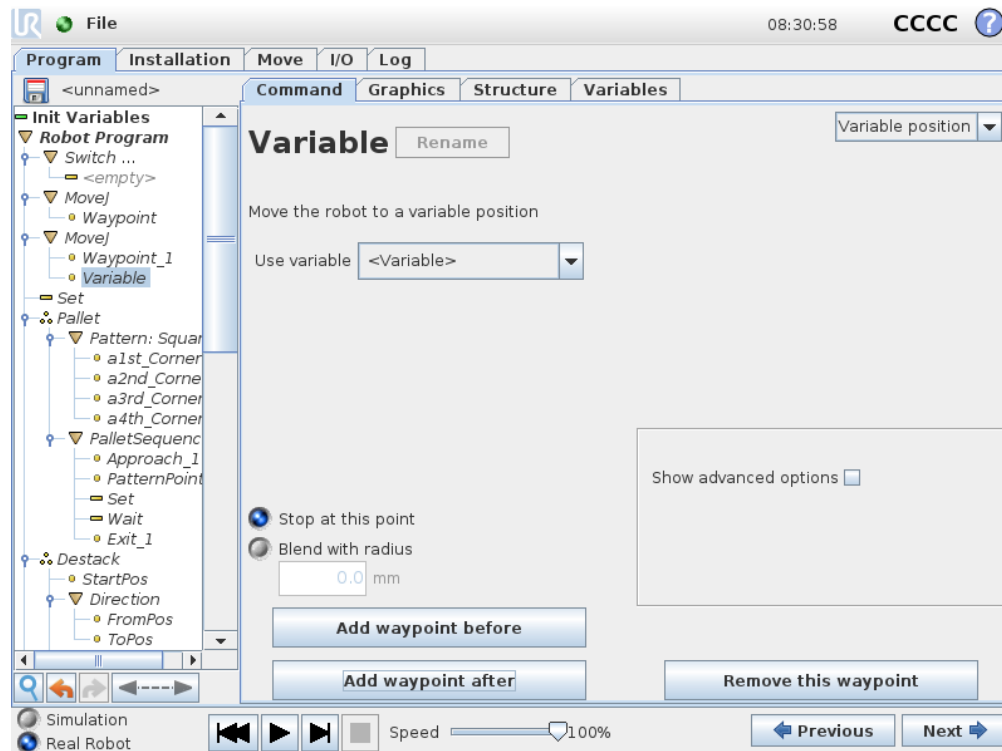 UR File 08:30:58 CCCC ?
Program Installation Move I/O Log
<unnamed>
Command Graphics Structure Variables
Init Variables
Robot Program
Switch ...
<empty>
MoveJ
Waypoint
MoveJ
Waypoint_1
Variable
Set
Pallet
Pattern: Squar
a1st_Corner
a2nd_Corne
a3rd_Corner
a4th_Corner
PalletSequenc
Approach_1
PatternPoint
Set
Wait
Exit_1
Destack
StartPos
Direction
FromPos
ToPos
Variable Rename Variable position
Move the robot to a variable position
Use variable <Variable>
Show advanced options
Stop at this point
Blend with radius
0.0 mm
Add waypoint before
Add waypoint after Remove this waypoint
Simulation
Real Robot
Speed 100% Previous Next